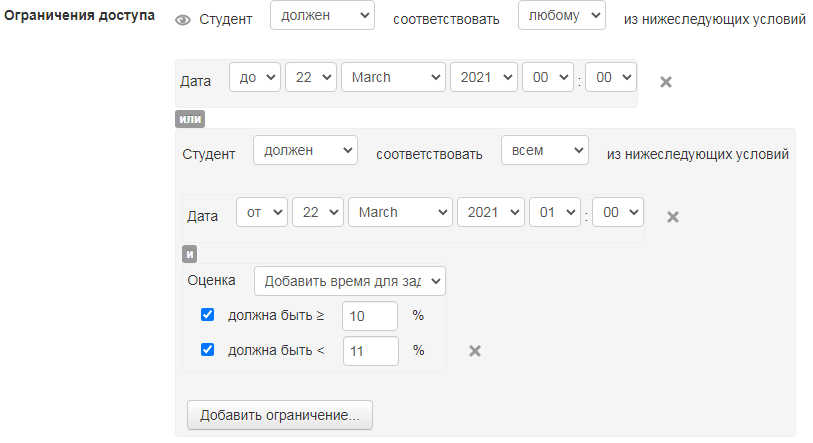 Ограничения доступа Студент должен соответствовать любому из нижеследующих условий
Дата до 22 March 2021 00 : 00
или
Студент должен соответствовать всем из нижеследующих условий
Дата от 22 March 2021 01 : 00
и
Оценка Добавить время для зад
должна быть ≥ 10 %
должна быть < 11 %
Добавить ограничение...